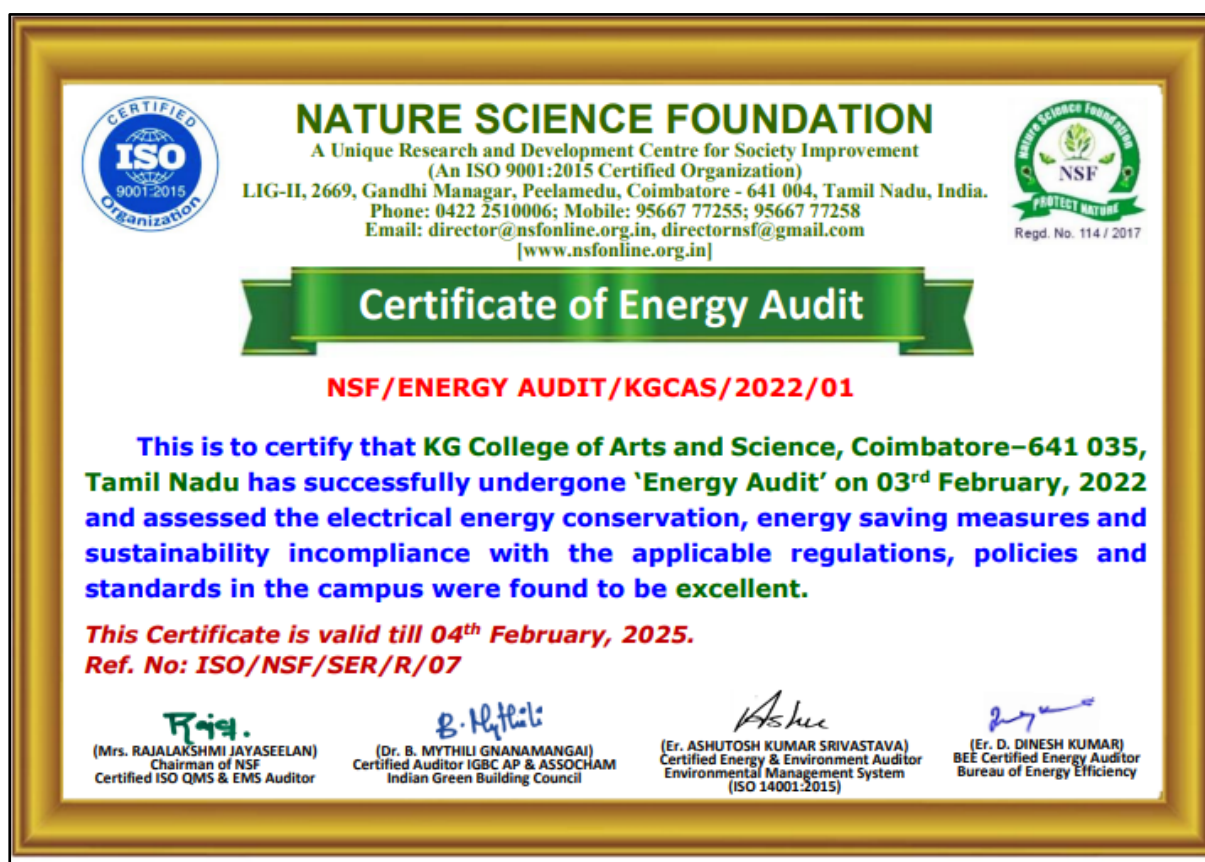 CERTIFIED
ISO
9001:2015
Organization
NATURE SCIENCE FOUNDATION
A Unique Research and Development Centre for Society Improvement
(An ISO 9001:2015 Certified Organization)
LIG-II, 2669, Gandhi Managar, Peelamedu, Coimbatore - 641 004, Tamil Nadu, India.
Phone: 0422 2510006; Mobile: 95667 77255; 95667 77258
Email: director@nsfonline.org.in, directornsf@gmail.com
[www.nsfonline.org.in]
Nature Science Foundation
NSF
PROTECT NATURE
Regd. No. 114 / 2017
Certificate of Energy Audit
NSF/ENERGY AUDIT/KGCAS/2022/01
This is to certify that KG College of Arts and Science, Coimbatore–641 035,
Tamil Nadu has successfully undergone ‘Energy Audit’ on 03rd February, 2022
and assessed the electrical energy conservation, energy saving measures and
sustainability incompliance with the applicable regulations, policies and
standards in the campus were found to be excellent.
This Certificate is valid till 04th February, 2025.
Ref. No: ISO/NSF/SER/R/07
B. Mythili
(Mrs. RAJALAKSHMI JAYASEELAN)
Chairman of NSF
Certified ISO QMS & EMS Auditor
(Dr. B. MYTHILI GNANAMANGAI)
Certified Auditor IGBC AP & ASSOCHAM
Indian Green Building Council
(Er. ASHUTOSH KUMAR SRIVASTAVA)
Certified Energy & Environment Auditor
Environmental Management System
(ISO 14001:2015)
(Er. D. DINESH KUMAR)
BEE Certified Energy Auditor
Bureau of Energy Efficiency